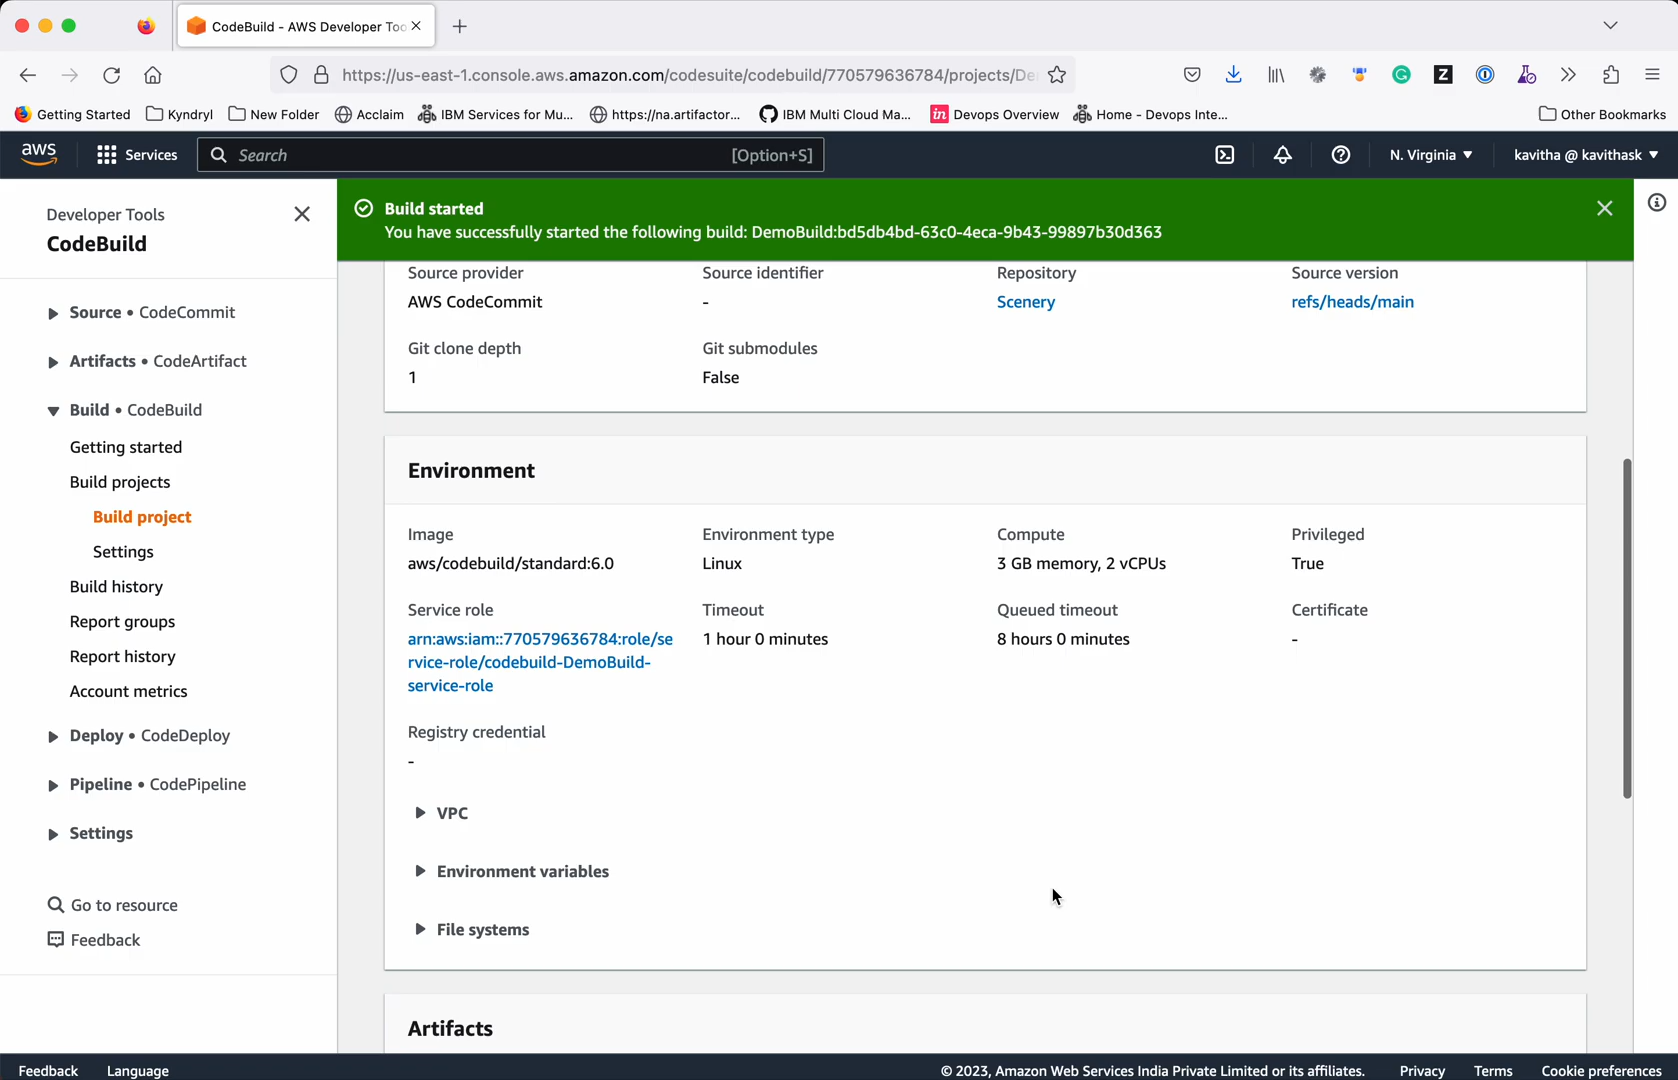 CodeBuild - AWS Developer Too
https://us-east-1.console.aws.amazon.com/codesuite/codebuild/770579636784/projects/De
Getting Started Kyndryl New Folder Acclaim IBM Services for Mu... https://na.artifactor... IBM Multi Cloud Ma... in Devops Overview Home - Devops Inte... Other Bookmarks
aws Services Search [Option+S] N. Virginia kavitha @ kavithask
Developer Tools
CodeBuild
Source • CodeCommit
Artifacts • CodeArtifact
Build • CodeBuild
Getting started
Build projects
Build project
Settings
Build history
Report groups
Report history
Account metrics
Deploy • CodeDeploy
Pipeline • CodePipeline
Settings
Go to resource
Feedback
Build started
You have successfully started the following build: DemoBuild:bd5db4bd-63c0-4eca-9b43-99897b30d363
Source provider Source identifier Repository Source version
AWS CodeCommit - Scenery refs/heads/main
Git clone depth Git submodules
1 False
Environment
Image Environment type Compute Privileged
aws/codebuild/standard:6.0 Linux 3 GB memory, 2 vCPUs True
Service role Timeout Queued timeout Certificate
arn:aws:iam::770579636784:role/se 1 hour 0 minutes 8 hours 0 minutes -
rvice-role/codebuild-DemoBuild-
service-role
Registry credential
-
VPC
Environment variables
File systems
Artifacts
Feedback Language © 2023, Amazon Web Services India Private Limited or its affiliates. Privacy Terms Cookie preferences